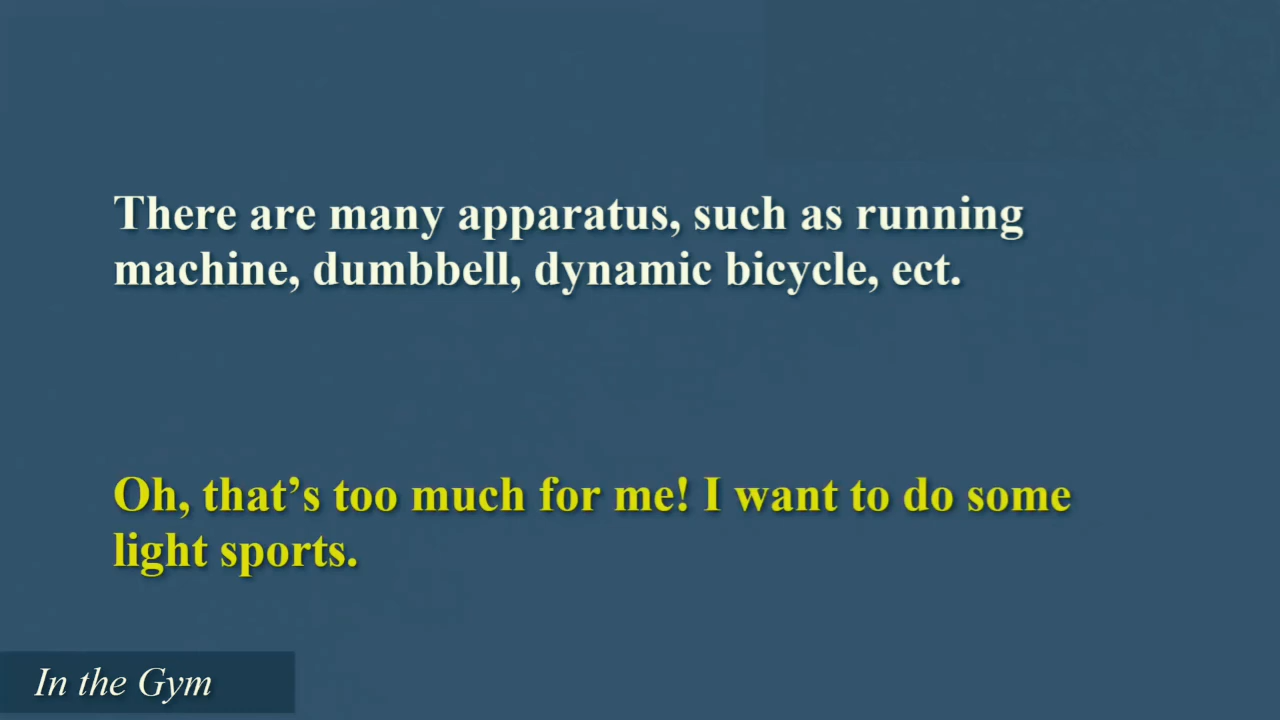 There are many apparatus, such as running
machine, dumbbell, dynamic bicycle, ect.
Oh, that’s too much for me! I want to do some
light sports.
In the Gym